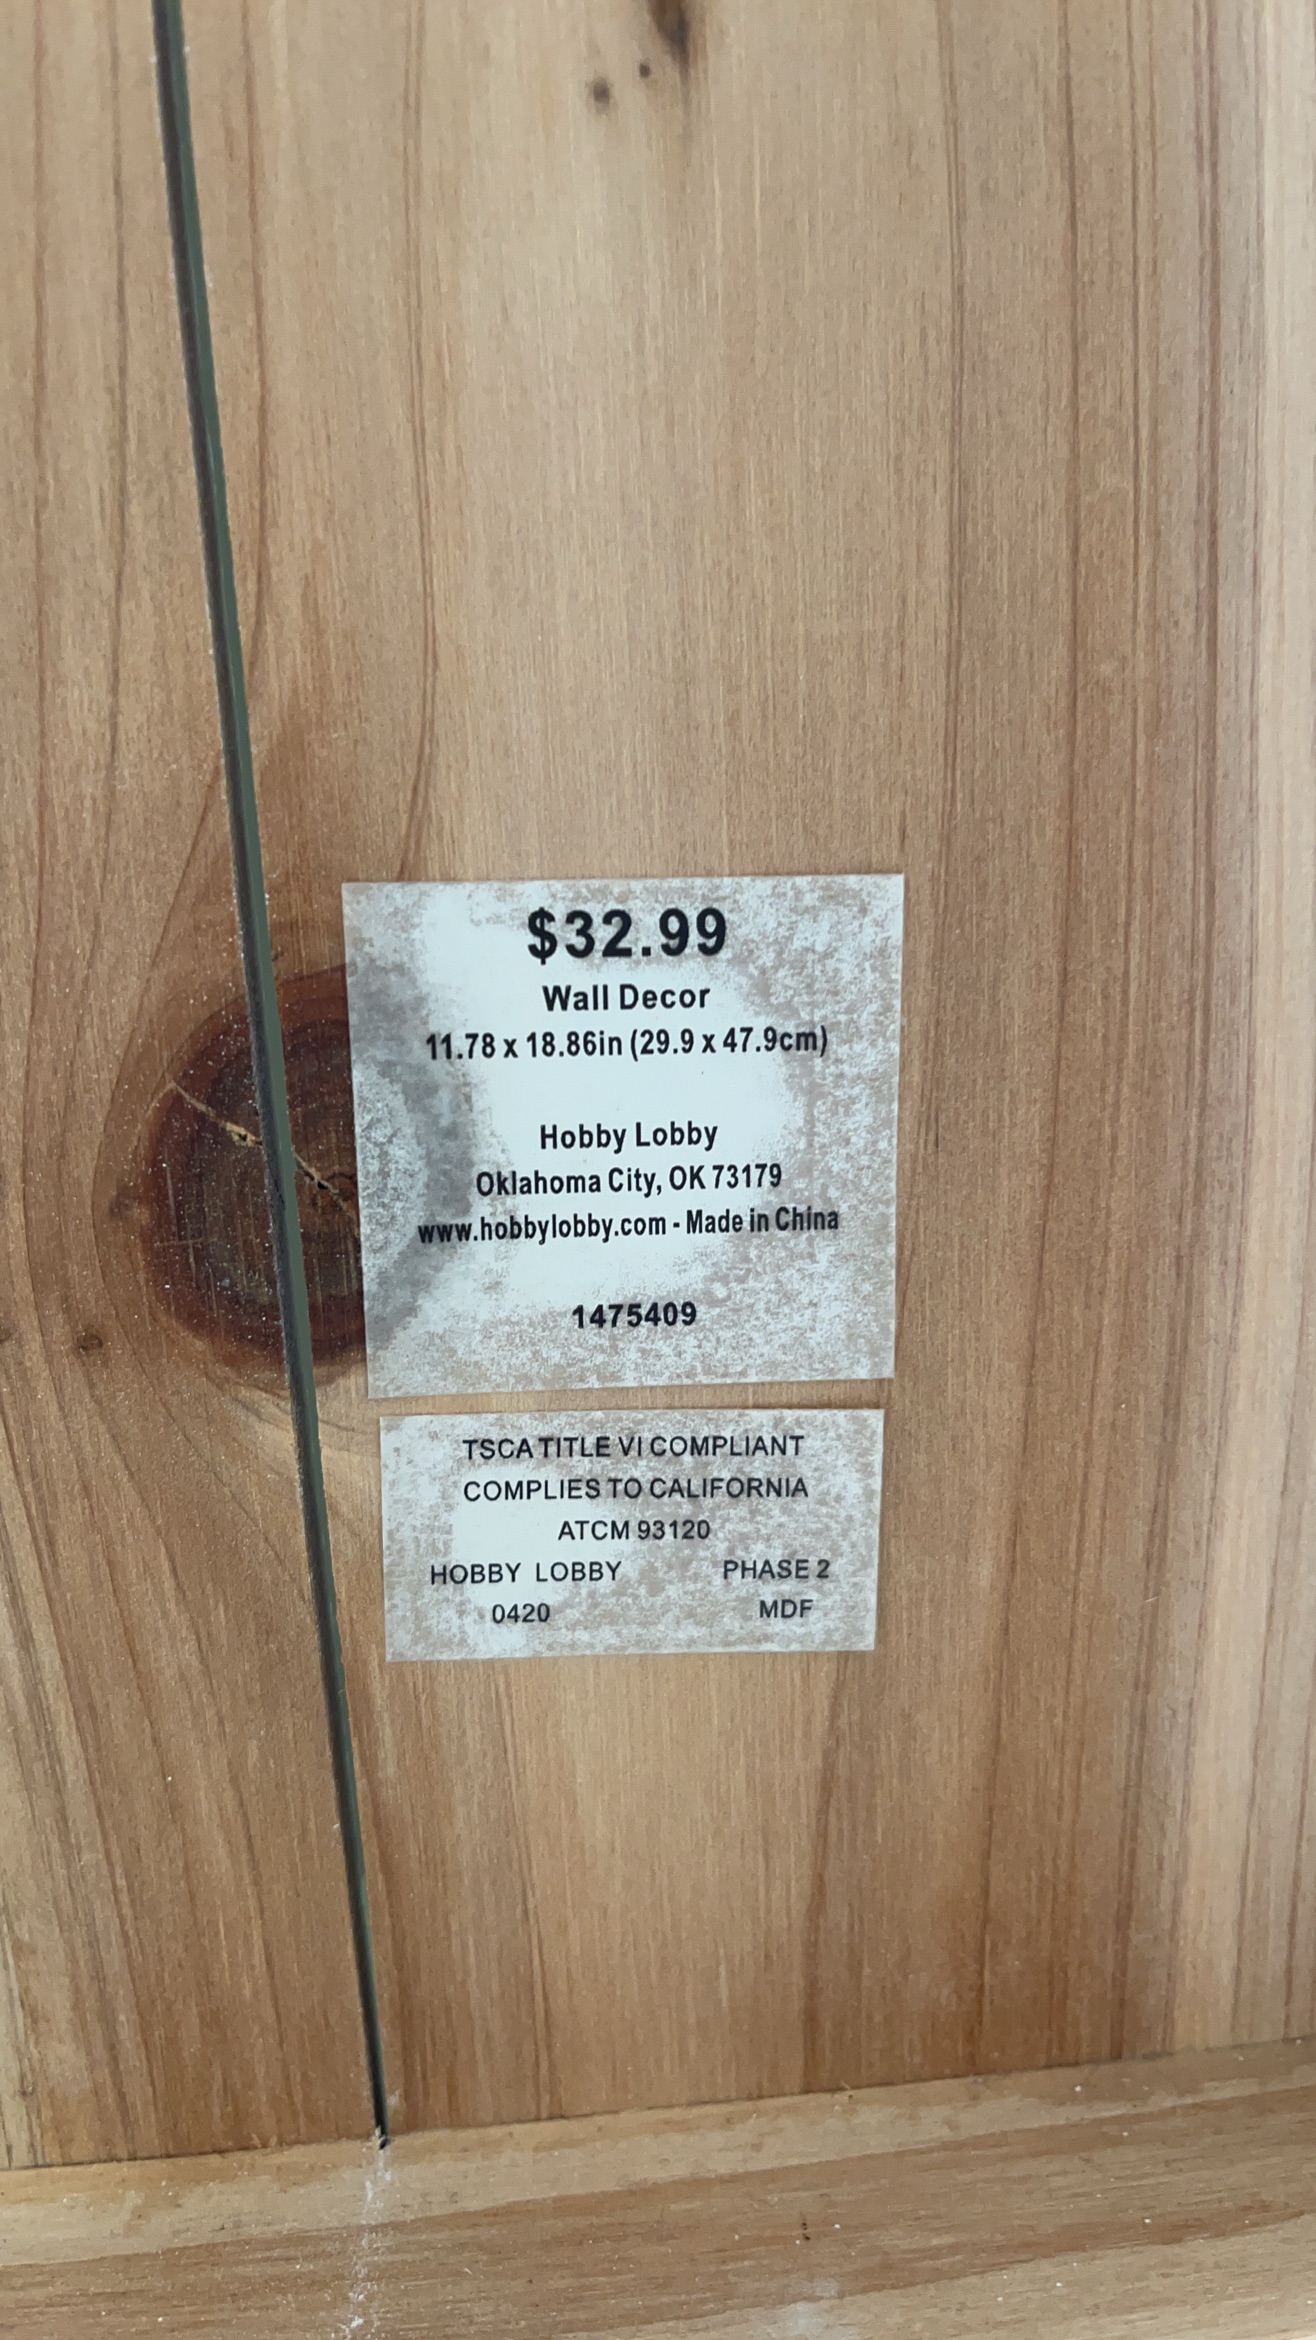 $32.99
Wall Decor
11.78 x 18.86in (29.9 x 47.9cm)
Hobby Lobby
Oklahoma City, OK 73179
www.hobbylobby.com - Made in China
1475409
TSCA TITLE VI COMPLIANT
COMPLIES TO CALIFORNIA
ATCM 93120
HOBBY LOBBY PHASE 2
0420 MDF